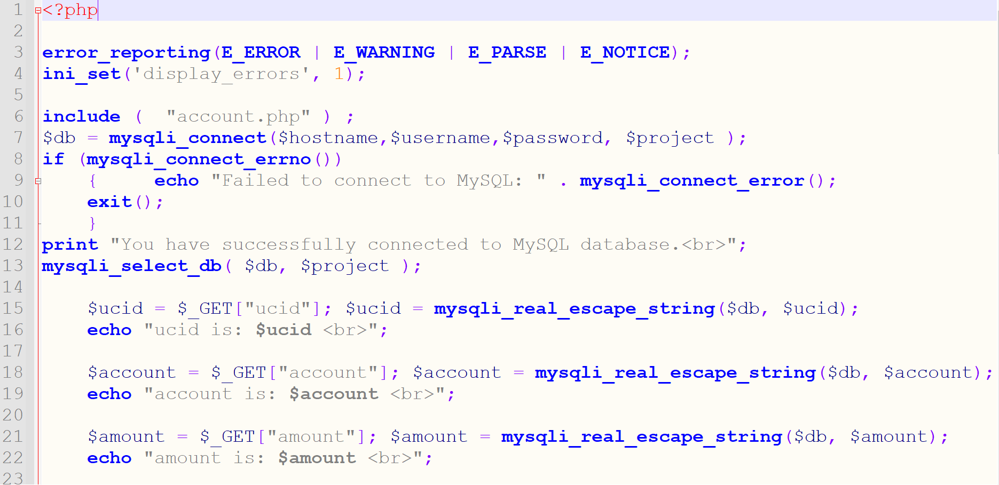 1 <?php
2
3 error_reporting(E_ERROR | E_WARNING | E_PARSE | E_NOTICE);
4 ini_set('display_errors', 1);
5
6 include (  "account.php" ) ;
7 $db = mysqli_connect($hostname,$username,$password, $project );
8 if (mysqli_connect_errno())
9     {     echo "Failed to connect to MySQL: " . mysqli_connect_error();
10     exit();
11     }
12 print "You have successfully connected to MySQL database.<br>";
13 mysqli_select_db( $db, $project );
14
15     $ucid = $_GET["ucid"]; $ucid = mysqli_real_escape_string($db, $ucid);
16     echo "ucid is: $ucid <br>";
17
18     $account = $_GET["account"]; $account = mysqli_real_escape_string($db, $account);
19     echo "account is: $account <br>";
20
21     $amount = $_GET["amount"]; $amount = mysqli_real_escape_string($db, $amount);
22     echo "amount is: $amount <br>";
23